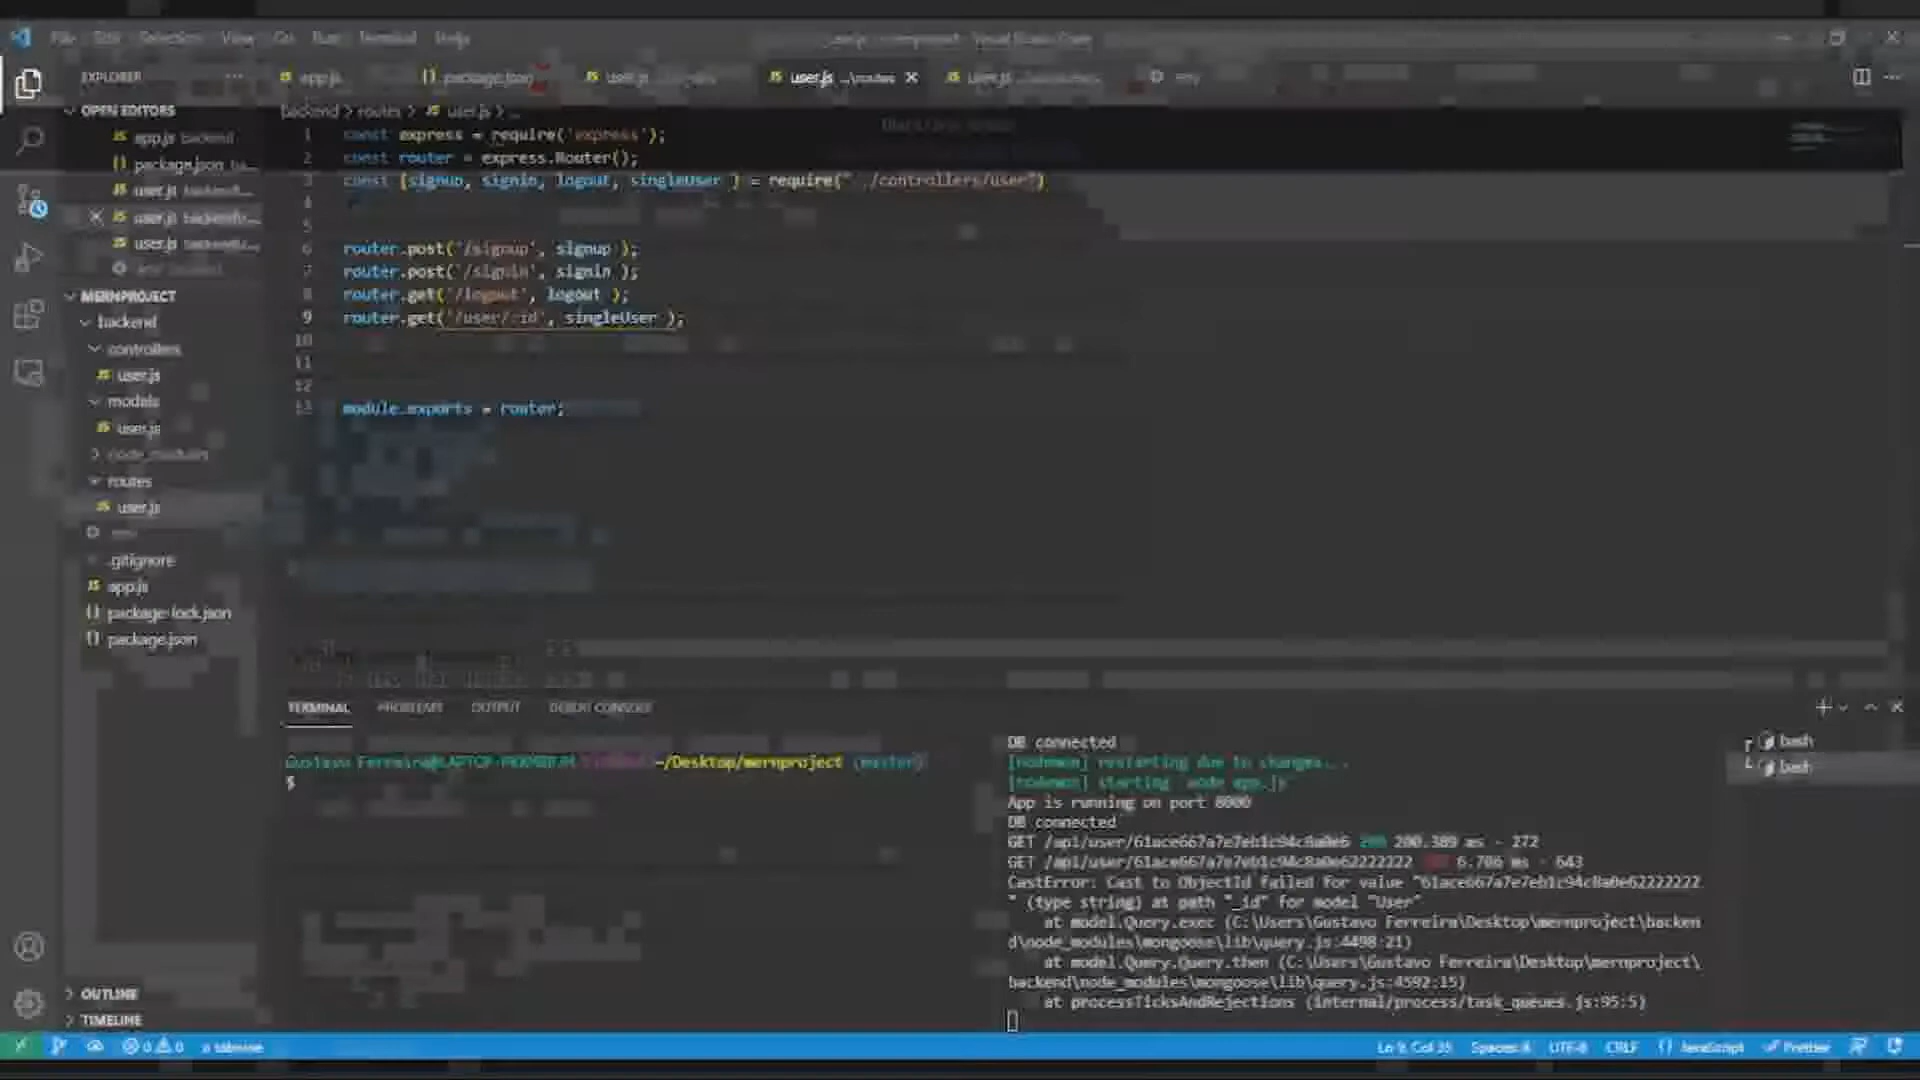 File Edit Selection View Go Run Terminal Help
EXPLORER
app.js
package.json
user.js
user.js ...\routes
user.js
OPEN EDITORS
app.js backend
package.json ba...
user.js backend\...
user.js
user.js
MERNPROJECT
backend
controllers
user.js
models
user.js
node_modules
routes
user.js
.gitignore
app.js
package-lock.json
package.json
OUTLINE
TIMELINE
backend > routes > user.js > ...
1 const express = require('express');
2 const router = express.Router();
3 const {signup, signin, logout, singleUser } = require("../controllers/user")
4
5
6 router.post('/signup', signup );
7 router.post('/signin', signin );
8 router.get('/logout', logout );
9 router.get('/user/:id', singleUser );
10
11
12
13 module.exports = router;
TERMINAL PROBLEMS OUTPUT DEBUG CONSOLE
Gustavo ~/Desktop/mernproject (master)
$
DB connected
[nodemon] restarting due to changes...
[nodemon] starting `node app.js`
App is running on port 8000
DB connected
GET /api/user/61ace667a7e7eb1c94c8a0e6 200 200.389 ms - 272
GET /api/user/61ace667a7e7eb1c94c8a0e62222222 6.706 ms - 643
CastError: Cast to ObjectId failed for value "61ace667a7e7eb1c94c8a0e62222222
" (type string) at path "_id" for model "User"
at model.Query.exec (C:\Users\Gustavo Ferreira\Desktop\mernproject\backen
d\node_modules\mongoose\lib\query.js:4498:21)
at model.Query.Query.then (C:\Users\Gustavo Ferreira\Desktop\mernproject\
backend\node_modules\mongoose\lib\query.js:4592:15)
at processTicksAndRejections (internal/process/task_queues.js:95:5)
bash
bash
0 0
tabnine
Ln 9, Col 35
UTF-8
CRLF
JavaScript
Prettier